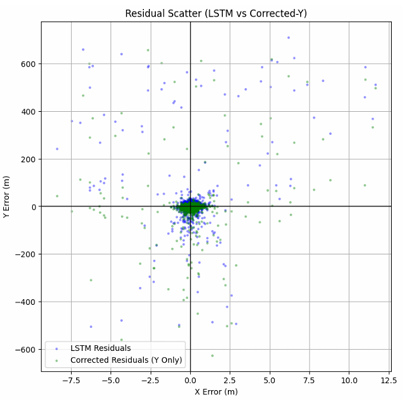 Residual Scatter (LSTM vs Corrected-Y)
Y Error (m)
600
400
200
0
−200
−400
−600
LSTM Residuals
Corrected Residuals (Y Only)
−7.5 −5.0 −2.5 0.0 2.5 5.0 7.5 10.0 12.5
X Error (m)